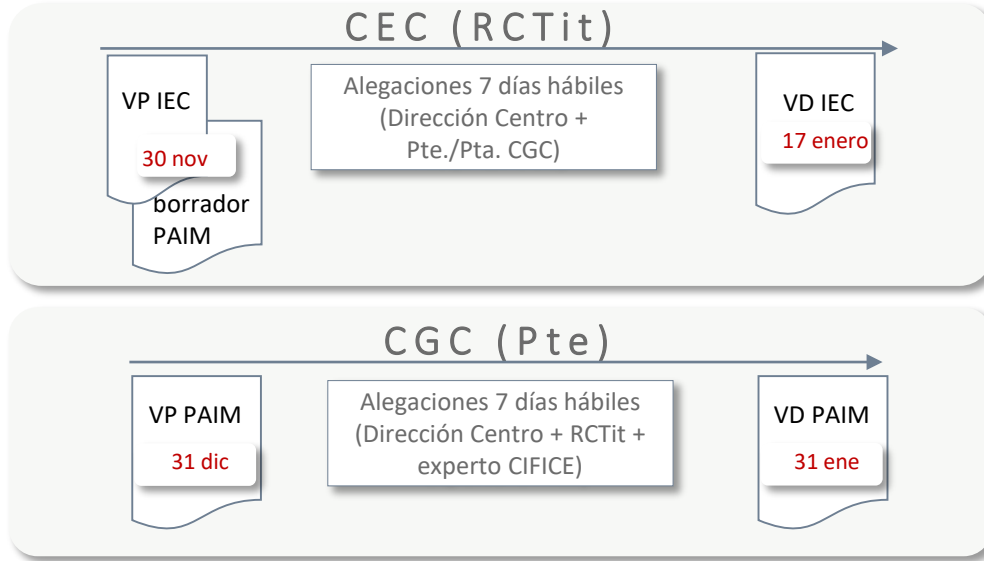 CEC (RCTit)
VP IEC
30 nov
borrador
PAIM
Alegaciones 7 días hábiles
(Dirección Centro +
Pte./Pta. CGC)
VD IEC
17 enero
CGC (Pte)
VP PAIM
31 dic
Alegaciones 7 días hábiles
(Dirección Centro + RCTit +
experto CIFICE)
VD PAIM
31 ene